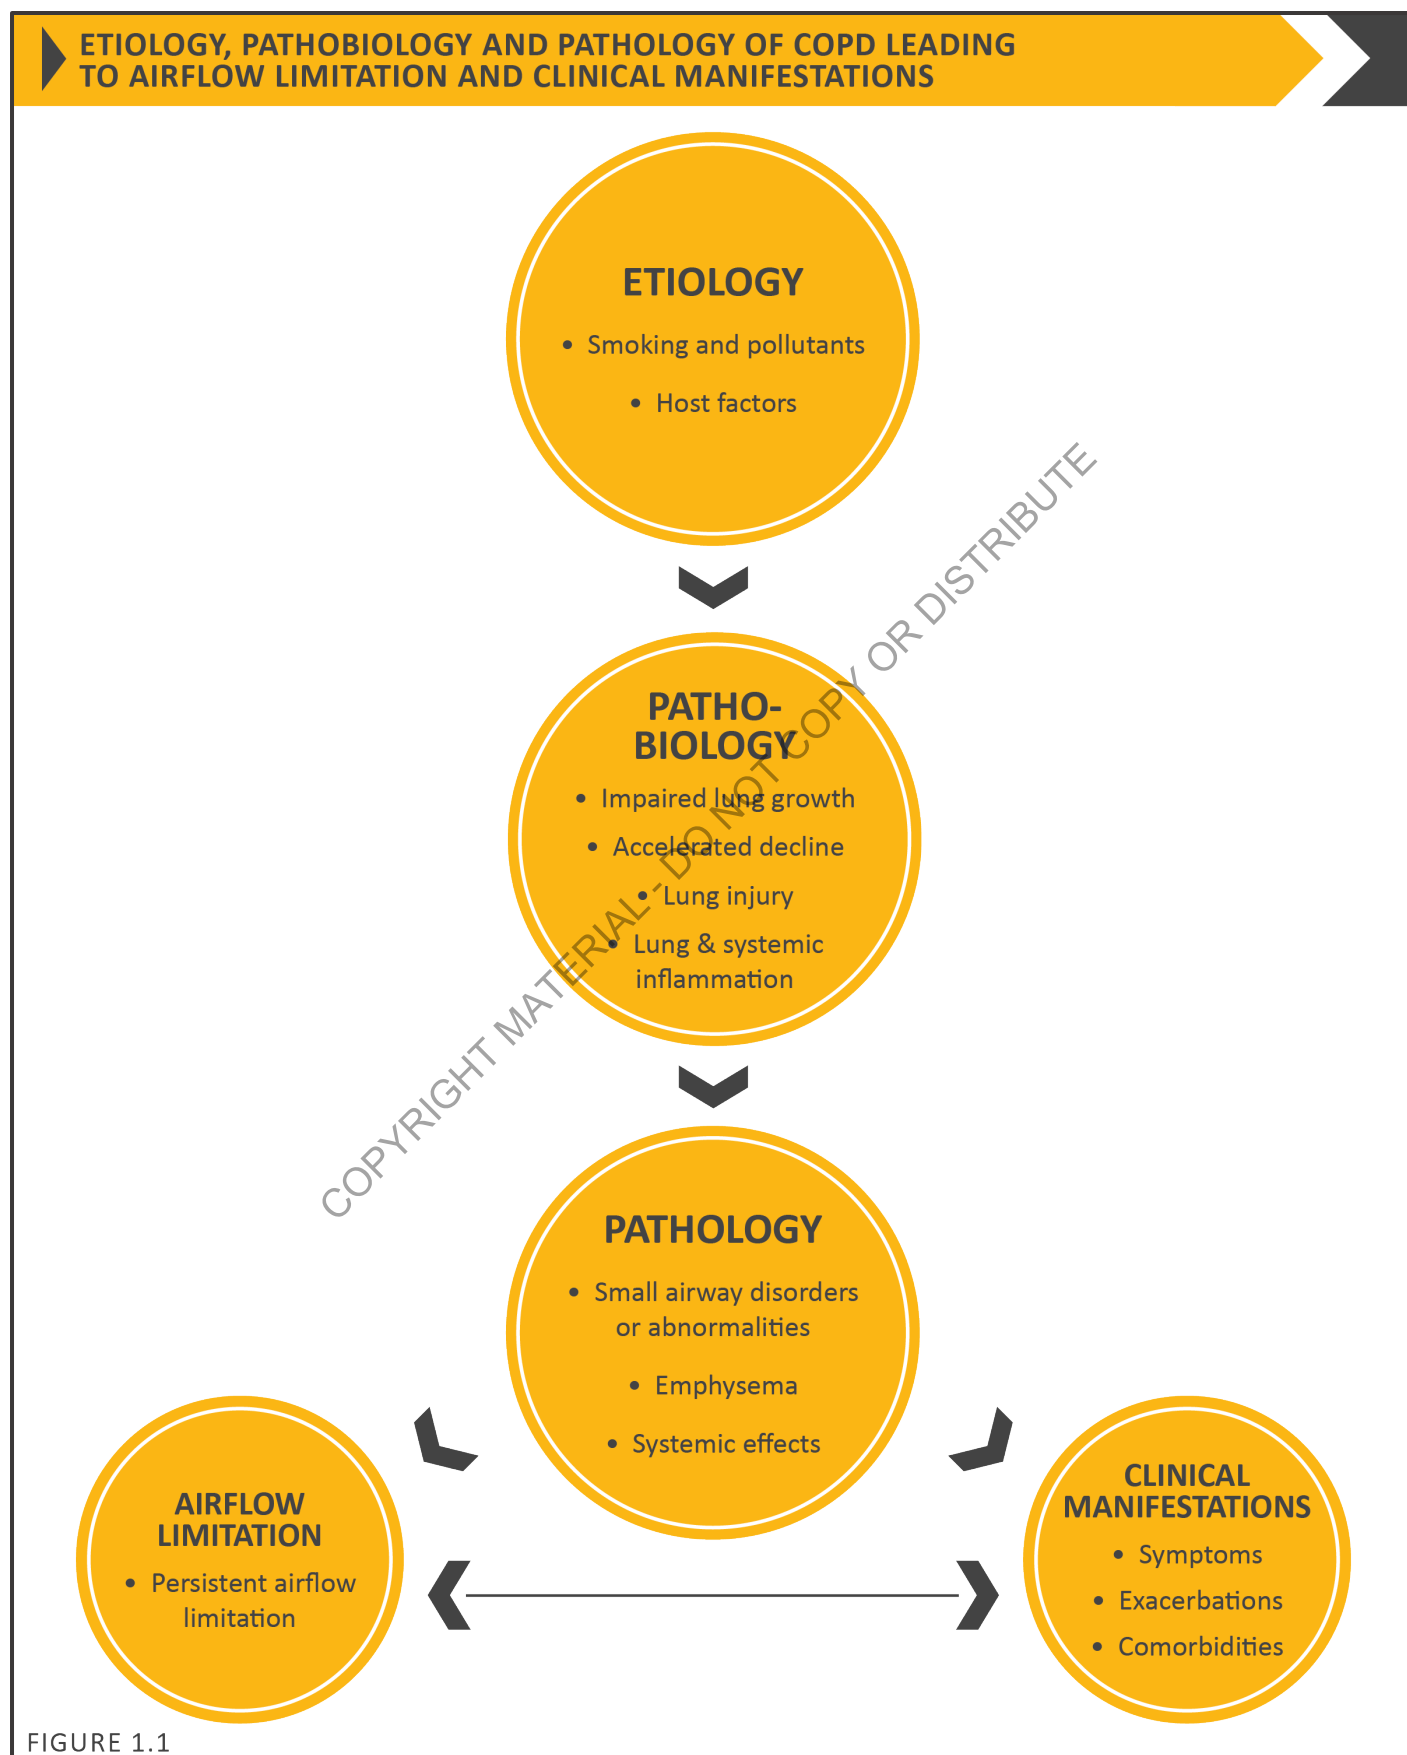 ETIOLOGY, PATHOBIOLOGY AND PATHOLOGY OF COPD LEADING
TO AIRFLOW LIMITATION AND CLINICAL MANIFESTATIONS
ETIOLOGY
• Smoking and pollutants
• Host factors
PATHO-
BIOLOGY
• Impaired lung growth
• Accelerated decline
• Lung injury
• Lung & systemic
inflammation
COPYRIGHT MATERIAL - DO NOT COPY OR DISTRIBUTE
PATHOLOGY
• Small airway disorders
or abnormalities
• Emphysema
• Systemic effects
AIRFLOW
LIMITATION
• Persistent airflow
limitation
CLINICAL
MANIFESTATIONS
• Symptoms
• Exacerbations
• Comorbidities
FIGURE 1.1